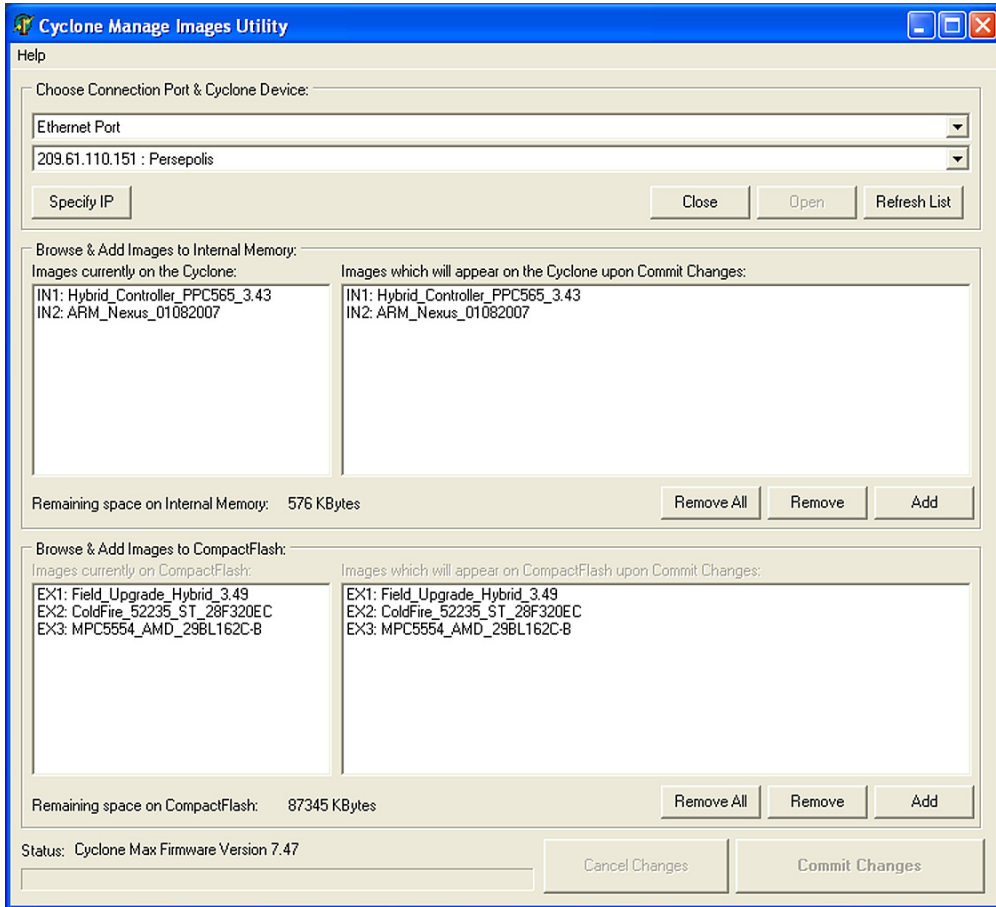 Cyclone Manage Images Utility
Help
Choose Connection Port & Cyclone Device:
Ethernet Port
209.61.110.151 : Persepolis
Specify IP
Close
Open
Refresh List
Browse & Add Images to Internal Memory:
Images currently on the Cyclone:
IN1: Hybrid_Controller_PPC565_3.43
IN2: ARM_Nexus_01082007
Images which will appear on the Cyclone upon Commit Changes:
IN1: Hybrid_Controller_PPC565_3.43
IN2: ARM_Nexus_01082007
Remaining space on Internal Memory: 576 KBytes
Remove All
Remove
Add
Browse & Add Images to CompactFlash:
Images currently on CompactFlash:
EX1: Field_Upgrade_Hybrid_3.49
EX2: ColdFire_52235_ST_28F320EC
EX3: MPC5554_AMD_29BL162C-B
Images which will appear on CompactFlash upon Commit Changes:
EX1: Field_Upgrade_Hybrid_3.49
EX2: ColdFire_52235_ST_28F320EC
EX3: MPC5554_AMD_29BL162C-B
Remaining space on CompactFlash: 87345 KBytes
Remove All
Remove
Add
Status: Cyclone Max Firmware Version 7.47
Cancel Changes
Commit Changes